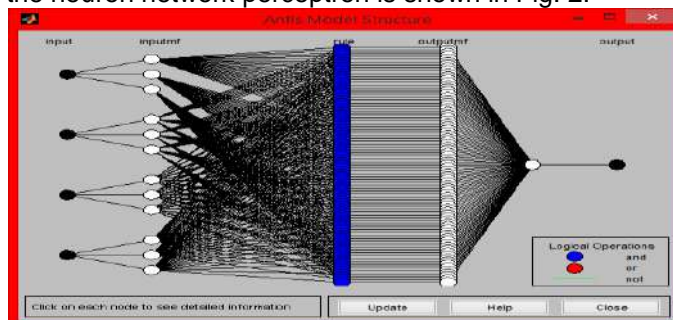 the neuron network perceptron is shown in Fig. 2.
Anfis Model Structure
input inputmf rule outputmf output
Logical Operations
and
or
not
Click on each node to see detailed information
Update Help Close